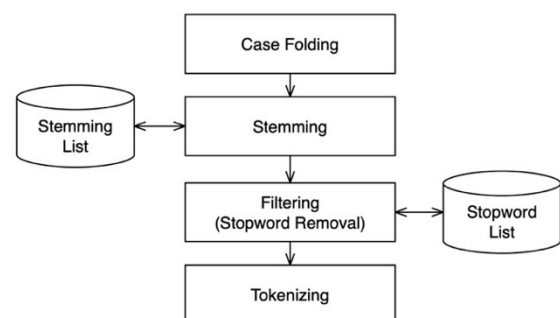 Case Folding
Stemming
List
Stemming
Filtering
(Stopword Removal)
Stopword
List
Tokenizing